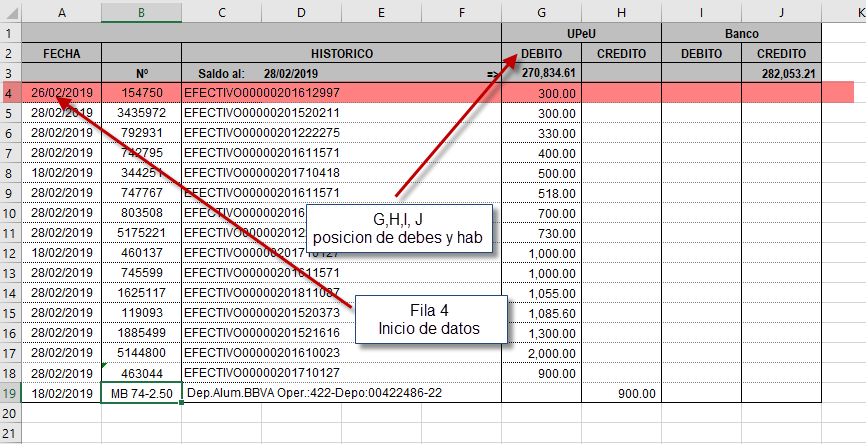 A B C D E F G H I J K
1 UPeU Banco
2 FECHA HISTORICO DEBITO CREDITO DEBITO CREDITO
3 Nº Saldo al: 28/02/2019 => 270,834.61 282,053.21
4 26/02/2019 154750 EFECTIVO00000201612997 300.00
5 28/02/2019 3435972 EFECTIVO00000201520211 300.00
6 28/02/2019 792931 EFECTIVO00000201222275 330.00
7 28/02/2019 742795 EFECTIVO00000201611571 400.00
8 18/02/2019 344251 EFECTIVO00000201710418 500.00
9 28/02/2019 747767 EFECTIVO00000201611571 518.00
10 28/02/2019 803508 700.00
11 28/02/2019 5175221 730.00
12 18/02/2019 460137 1,000.00
13 28/02/2019 745599 EFECTIVO00000201611571 1,000.00
14 28/02/2019 1625117 EFECTIVO00000201811087 1,055.00
15 28/02/2019 119093 EFECTIVO00000201520373 1,085.60
16 28/02/2019 1885499 EFECTIVO00000201521616 1,300.00
17 28/02/2019 5144800 EFECTIVO00000201610023 2,000.00
18 28/02/2019 463044 EFECTIVO00000201710127 900.00
19 18/02/2019 MB 74-2.50 Dep.Alum.BBVA Oper.:422-Depo:00422486-22 900.00
20
21
G,H,I, J
posicion de debes y hab
Fila 4
Inicio de datos